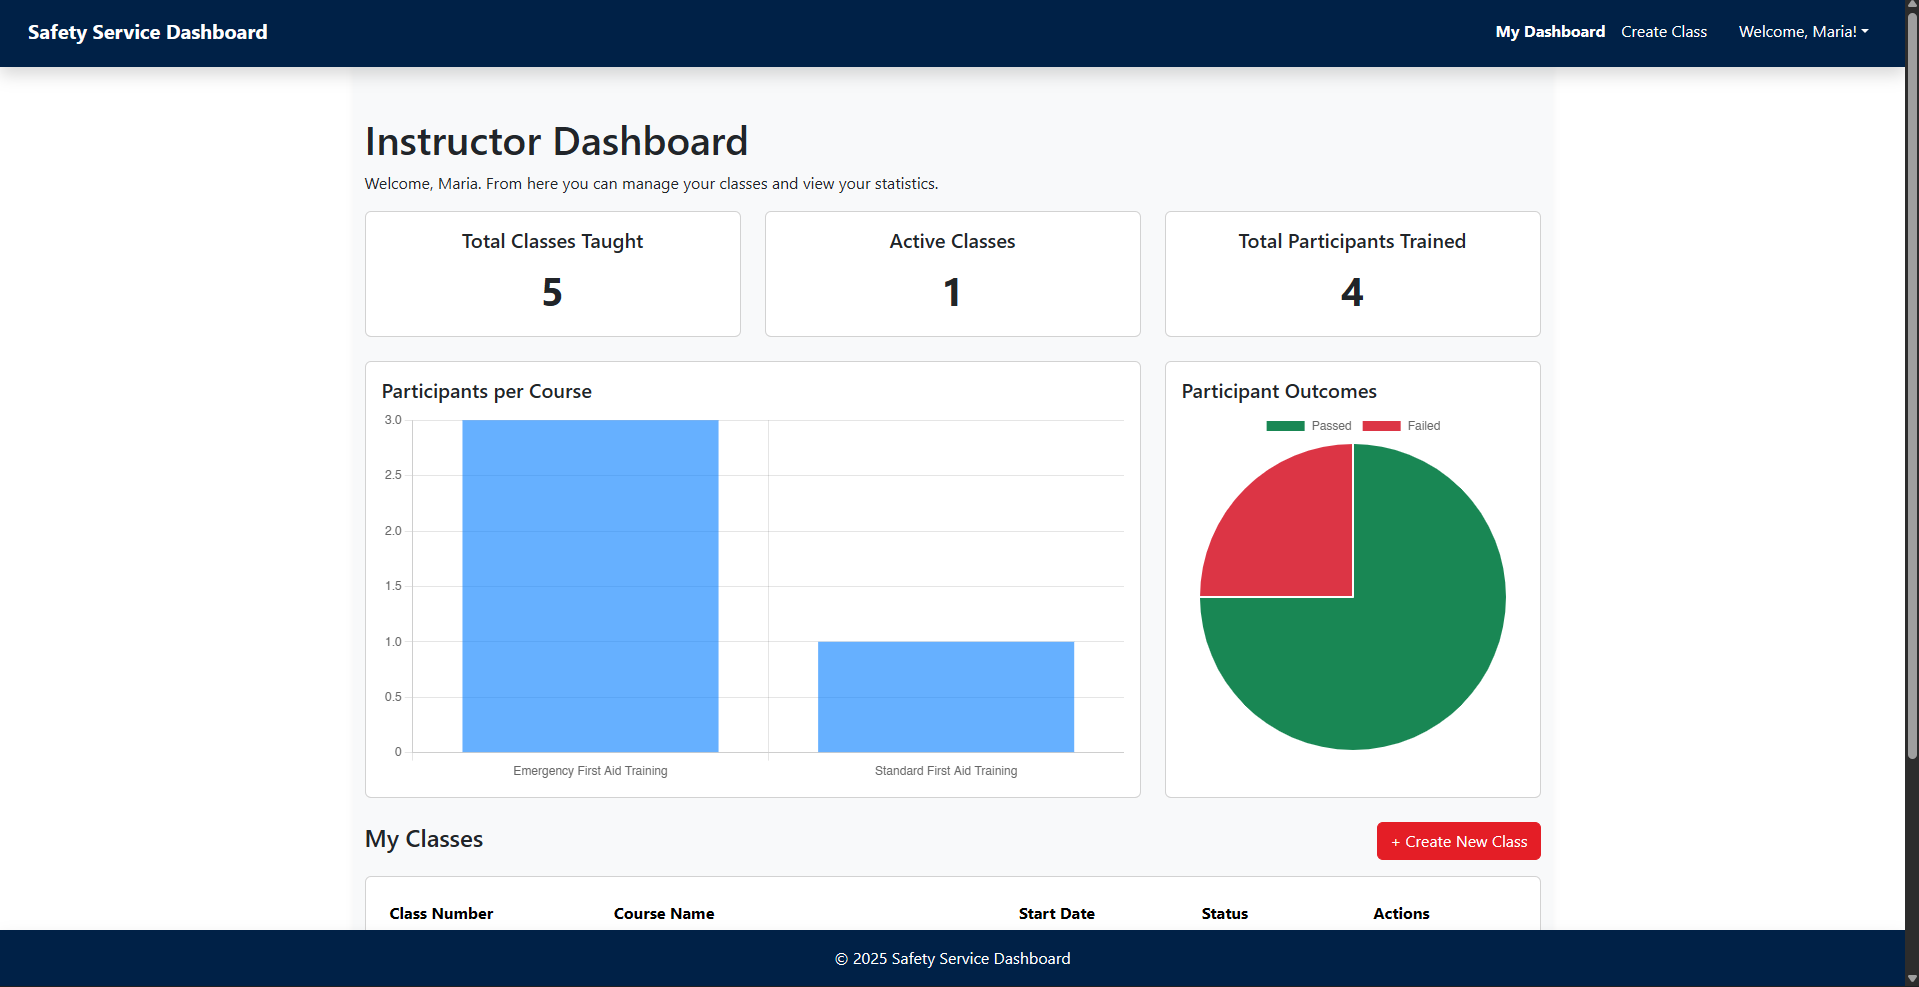 Safety Service Dashboard
My Dashboard Create Class Welcome, Maria!
Instructor Dashboard
Welcome, Maria. From here you can manage your classes and view your statistics.
Total Classes Taught
5
Active Classes
1
Total Participants Trained
4
Participants per Course
3.0
2.5
2.0
1.5
1.0
0.5
0
Emergency First Aid Training
Standard First Aid Training
Participant Outcomes
Passed Failed
My Classes
+ Create New Class
Class Number Course Name Start Date Status Actions
© 2025 Safety Service Dashboard